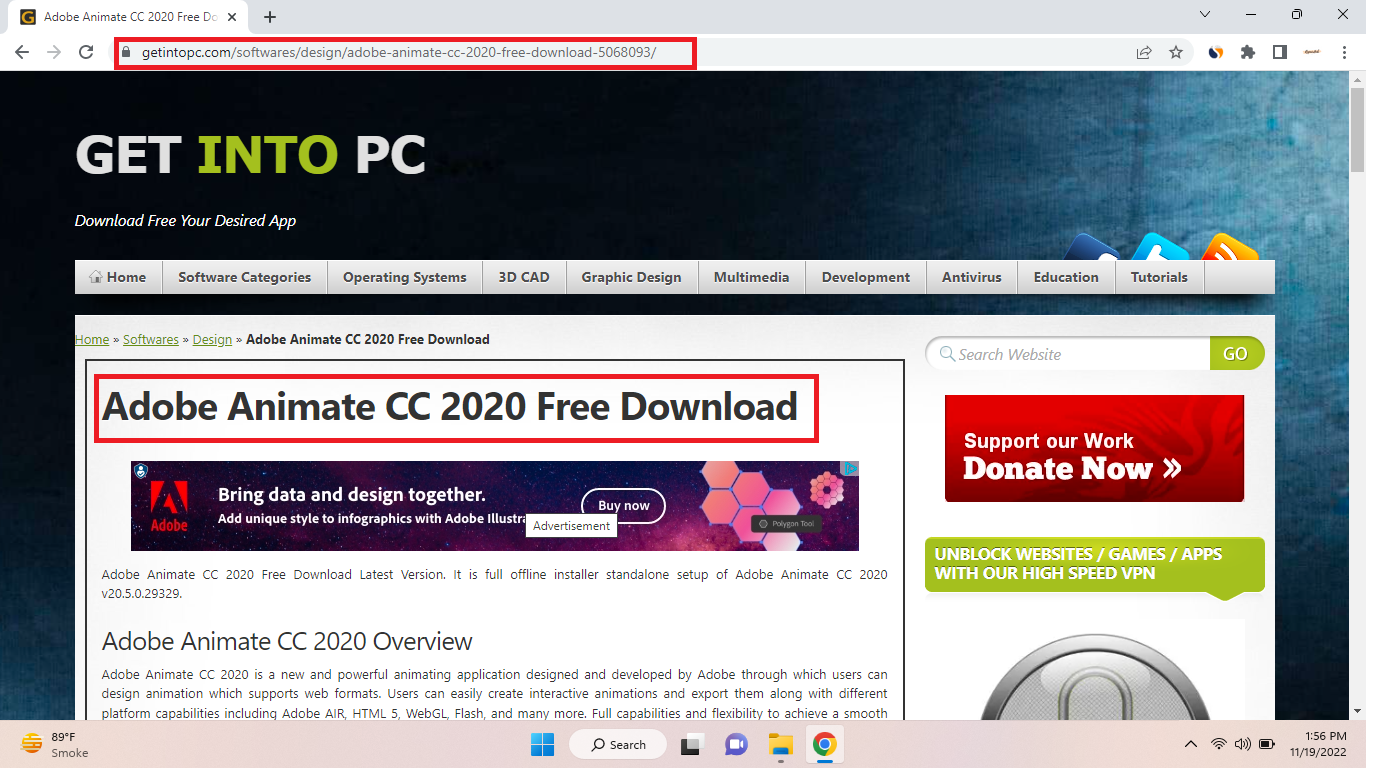 Adobe Animate CC 2020 Free Do
getintopc.com/softwares/design/adobe-animate-cc-2020-free-download-5068093/
GET INTO PC
Download Free Your Desired App
Home Software Categories Operating Systems 3D CAD Graphic Design Multimedia Development Antivirus Education Tutorials
Home » Softwares » Design » Adobe Animate CC 2020 Free Download
Search Website GO
Adobe Animate CC 2020 Free Download
Support our Work
Donate Now »
Adobe
Bring data and design together.
Add unique style to infographics with Adobe Illustra
Buy now
Advertisement
Polygon Tool
UNBLOCK WEBSITES / GAMES / APPS
WITH OUR HIGH SPEED VPN
Adobe Animate CC 2020 Free Download Latest Version. It is full offline installer standalone setup of Adobe Animate CC 2020
v20.5.0.29329.
Adobe Animate CC 2020 Overview
Adobe Animate CC 2020 is a new and powerful animating application designed and developed by Adobe through which users can
design animation which supports web formats. Users can easily create interactive animations and export them along with different
platform capabilities including Adobe AIR, HTML 5, WebGL, Flash, and many more. Full capabilities and flexibility to achieve a smooth
89°F
Smoke
Search
1:56 PM
11/19/2022